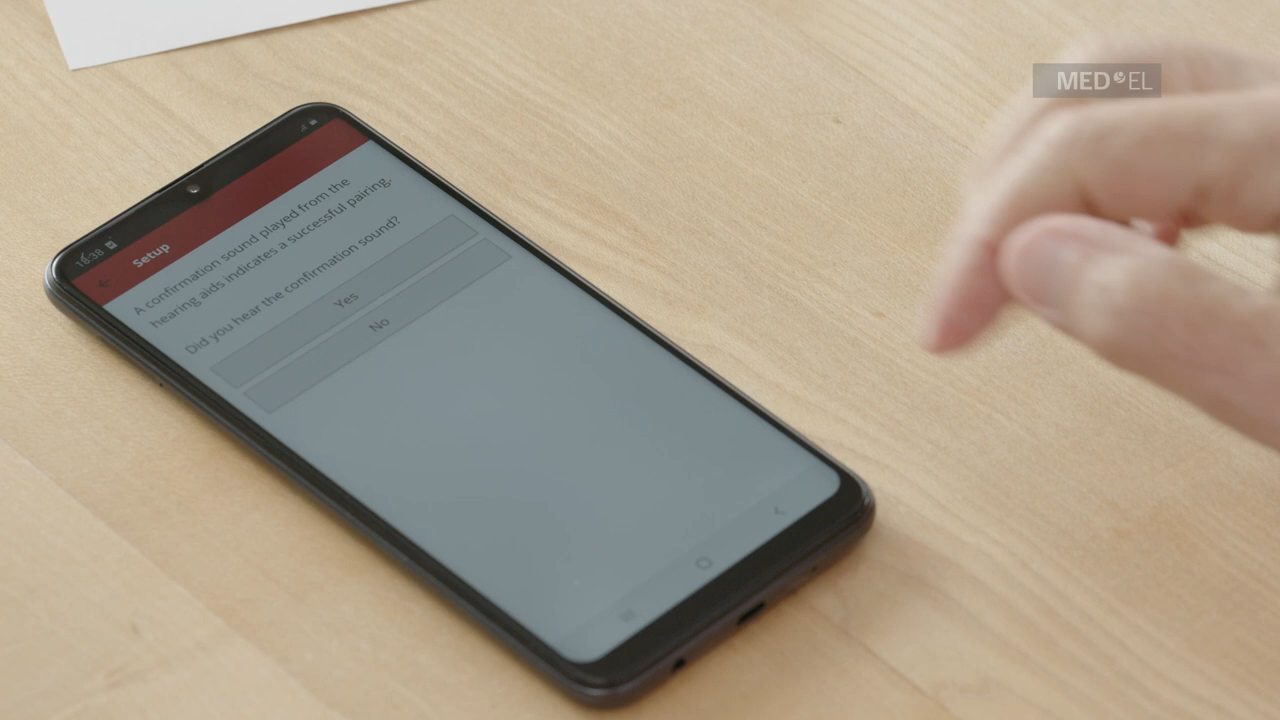 MED EL
18:38
Setup
A confirmation sound played from the
hearing aids indicates a successful pairing.
Did you hear the confirmation sound?
Yes
No